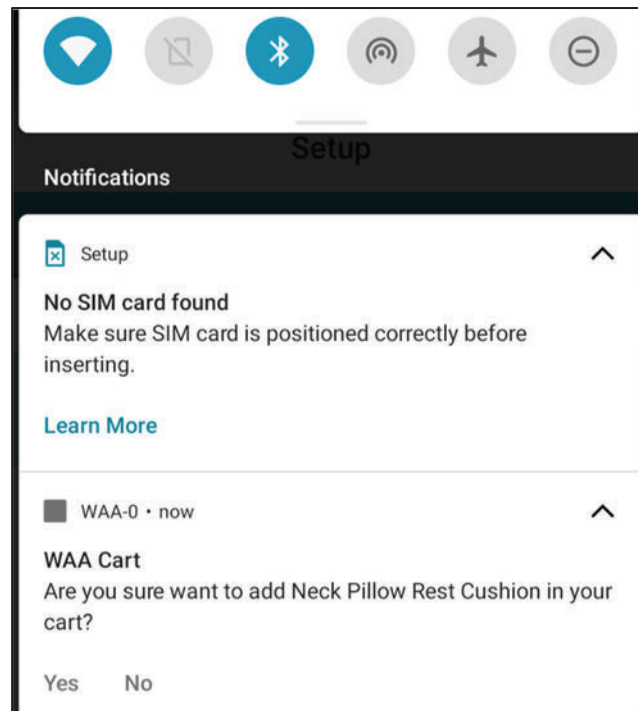 Setup
Notifications
Setup
No SIM card found
Make sure SIM card is positioned correctly before
inserting.
Learn More
WAA-0 • now
WAA Cart
Are you sure want to add Neck Pillow Rest Cushion in your
cart?
Yes No